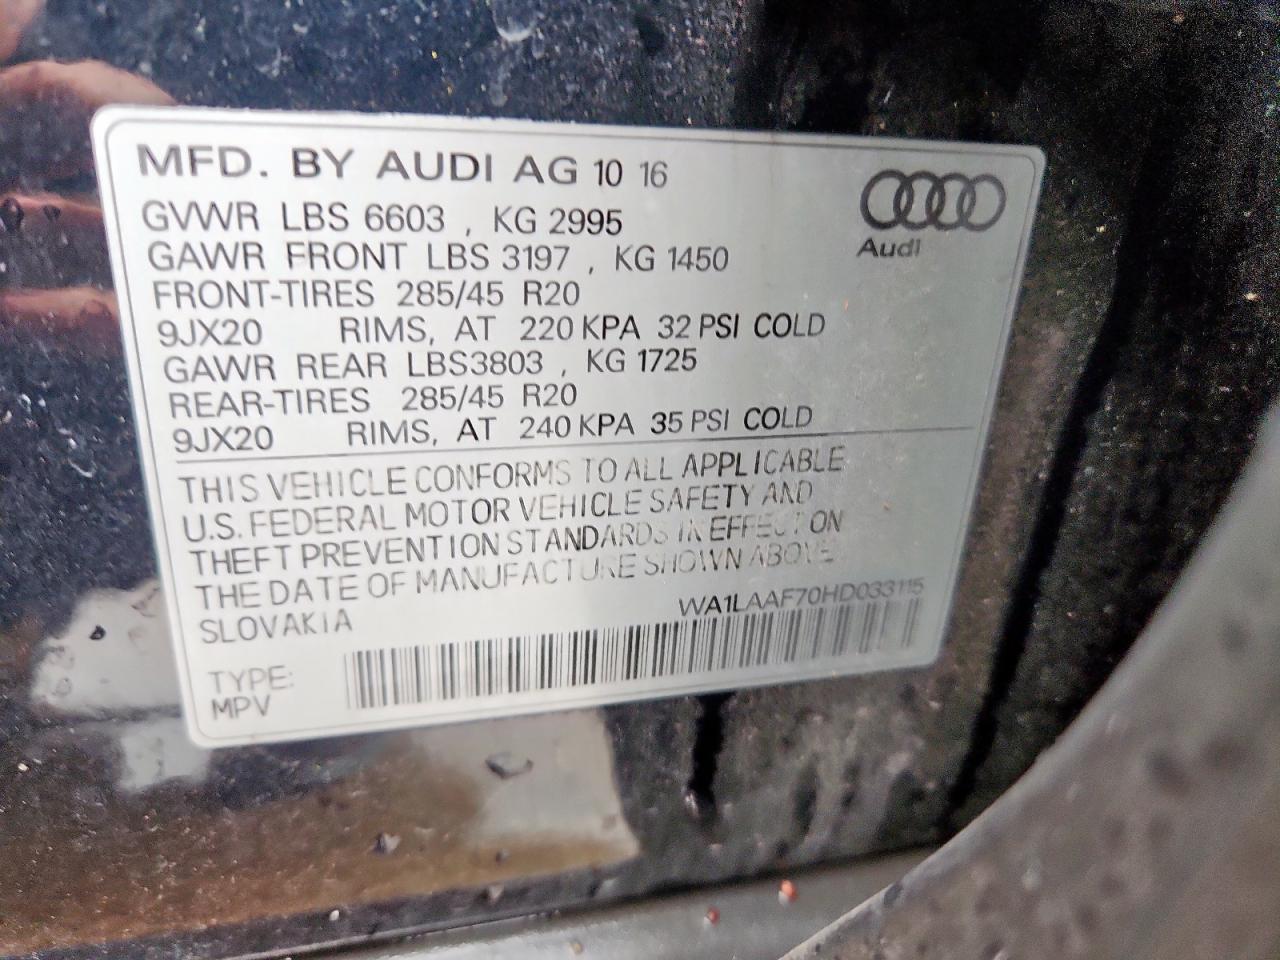 MFD. BY AUDI AG 10 16
Audi
GVWR LBS 6603 , KG 2995
GAWR FRONT LBS 3197 , KG 1450
FRONT-TIRES 285/45 R20
9JX20 RIMS, AT 220 KPA 32 PSI COLD
GAWR REAR LBS3803 , KG 1725
REAR-TIRES 285/45 R20
9JX20 RIMS, AT 240 KPA 35 PSI COLD
THIS VEHICLE CONFORMS TO ALL APPLICABLE
U.S. FEDERAL MOTOR VEHICLE SAFETY AND
THEFT PREVENTION STANDARDS IN EFFECT ON
THE DATE OF MANUFACTURE SHOWN ABOVE
SLOVAKIA
WA1LAAF70HD033115
TYPE:
MPV